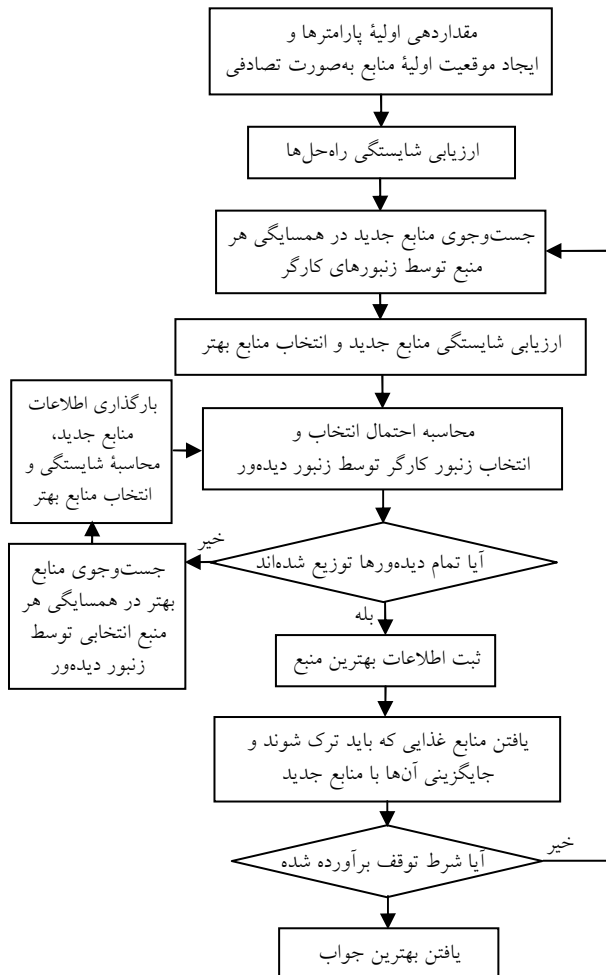 مقداردهی اولیۀ پارامترها و
ایجاد موقعیت اولیۀ منابع به‌صورت تصادفی
ارزیابی شایستگی راه‌حل‌ها
جست‌وجوی منابع جدید در همسایگی هر
منبع توسط زنبورهای کارگر
ارزیابی شایستگی منابع جدید و انتخاب منابع بهتر
محاسبه احتمال انتخاب و
انتخاب زنبور کارگر توسط زنبور دیده‌ور
بارگذاری اطلاعات
منابع جدید،
محاسبۀ شایستگی و
انتخاب منابع بهتر
آیا تمام دیده‌ورها توزیع شده‌اند
خیر
جست‌وجوی منابع
بهتر در همسایگی هر
منبع انتخابی توسط
زنبور دیده‌ور
بله
ثبت اطلاعات بهترین منبع
یافتن منابع غذایی که باید ترک شوند و
جایگزینی آن‌ها با منابع جدید
آیا شرط توقف برآورده شده
خیر
یافتن بهترین جواب